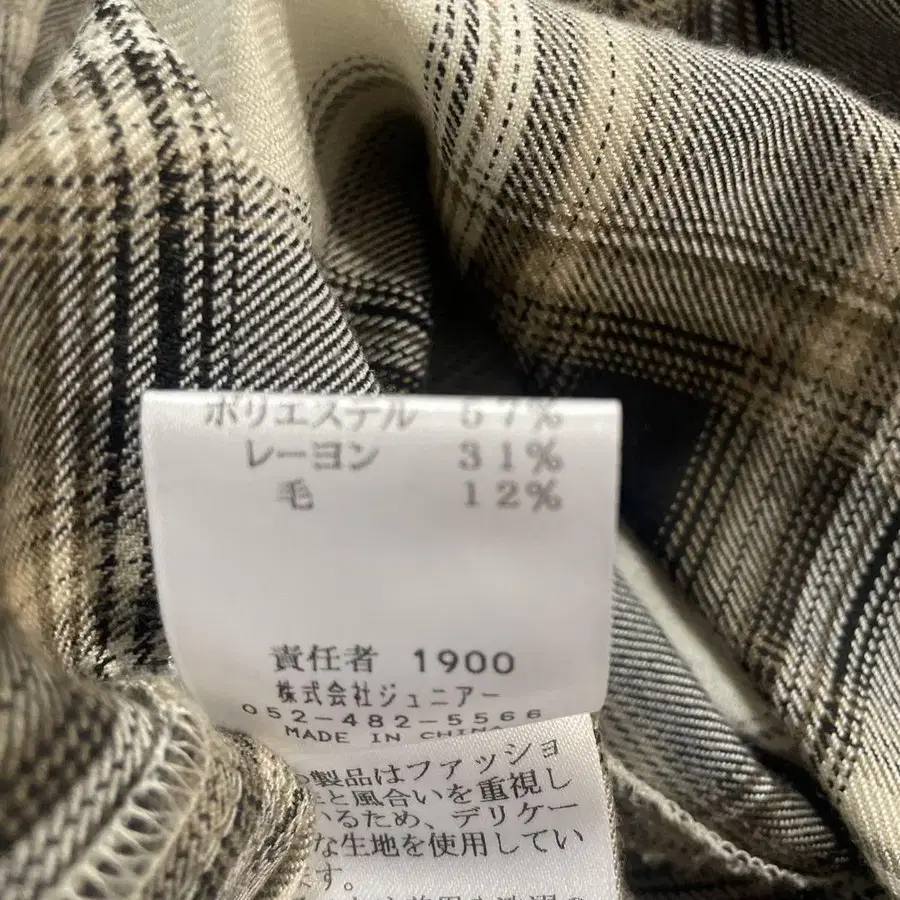 ポリエステル 57%
レーヨン 31%
毛 12%
責任者 1900
株式会社ジュニアー
052-482-5566
MADE IN CHINA
製品はファッショ
と風合いを重視し
いるため、デリケー
な生地を使用してい
ます。